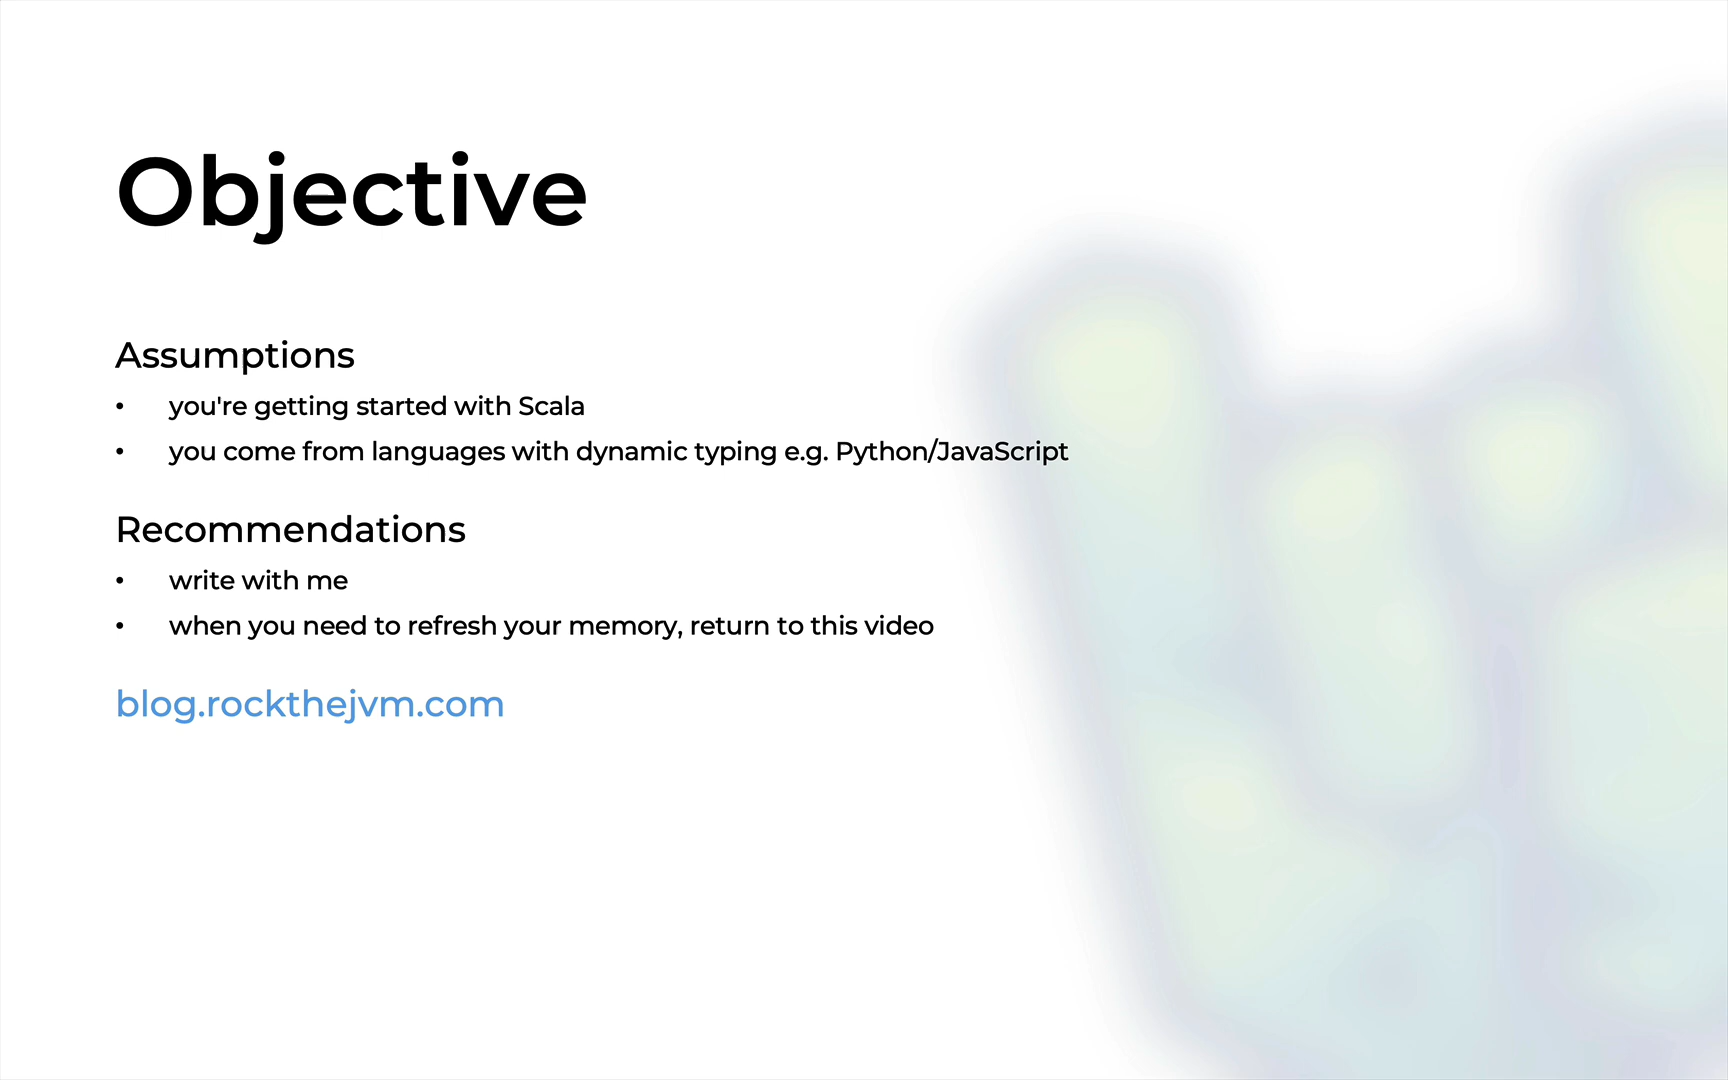 Objective
Assumptions
• you're getting started with Scala
• you come from languages with dynamic typing e.g. Python/JavaScript
Recommendations
• write with me
• when you need to refresh your memory, return to this video
blog.rockthejvm.com